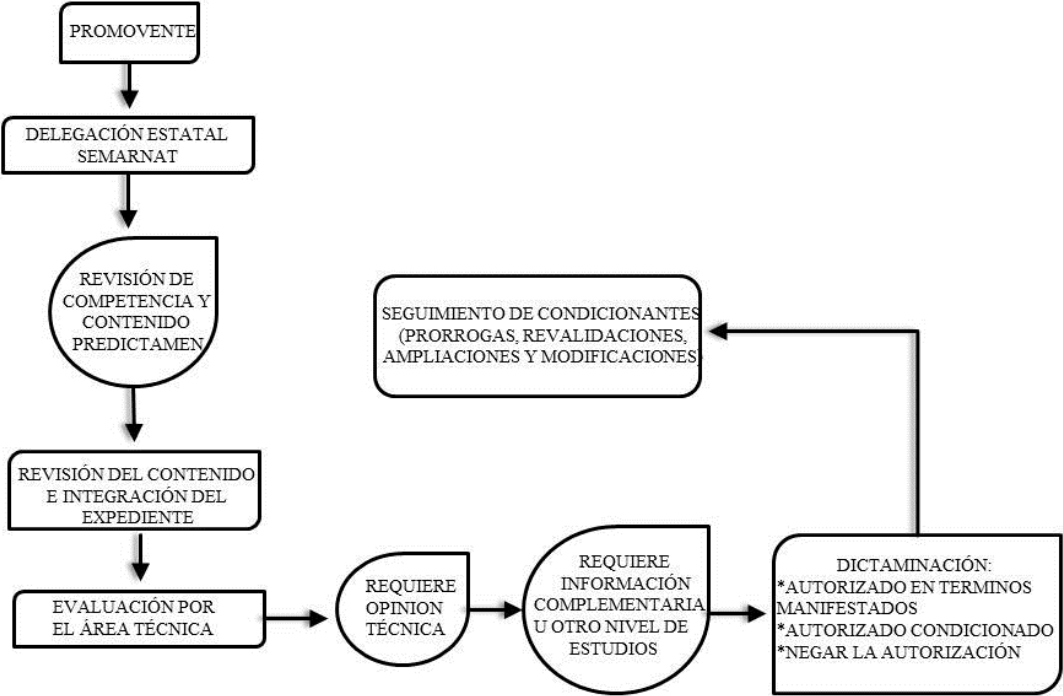 PROMOVENTE
DELEGACIÓN ESTATAL
SEMARNAT
REVISIÓN DE
COMPETENCIA Y
CONTENIDO
PREDICTAMEN
REVISIÓN DEL CONTENIDO
E INTEGRACIÓN DEL
EXPEDIENTE
EVALUACIÓN POR
EL ÁREA TÉCNICA
REQUIERE
OPINION
TÉCNICA
REQUIERE
INFORMACIÓN
COMPLEMENTARIA
U OTRO NIVEL DE
ESTUDIOS
DICTAMINACIÓN:
*AUTORIZADO EN TERMINOS
MANIFESTADOS
*AUTORIZADO CONDICIONADO
*NEGAR LA AUTORIZACIÓN
SEGUIMIENTO DE CONDICIONANTES
(PRORROGAS, REVALIDACIONES,
AMPLIACIONES Y MODIFICACIONES)